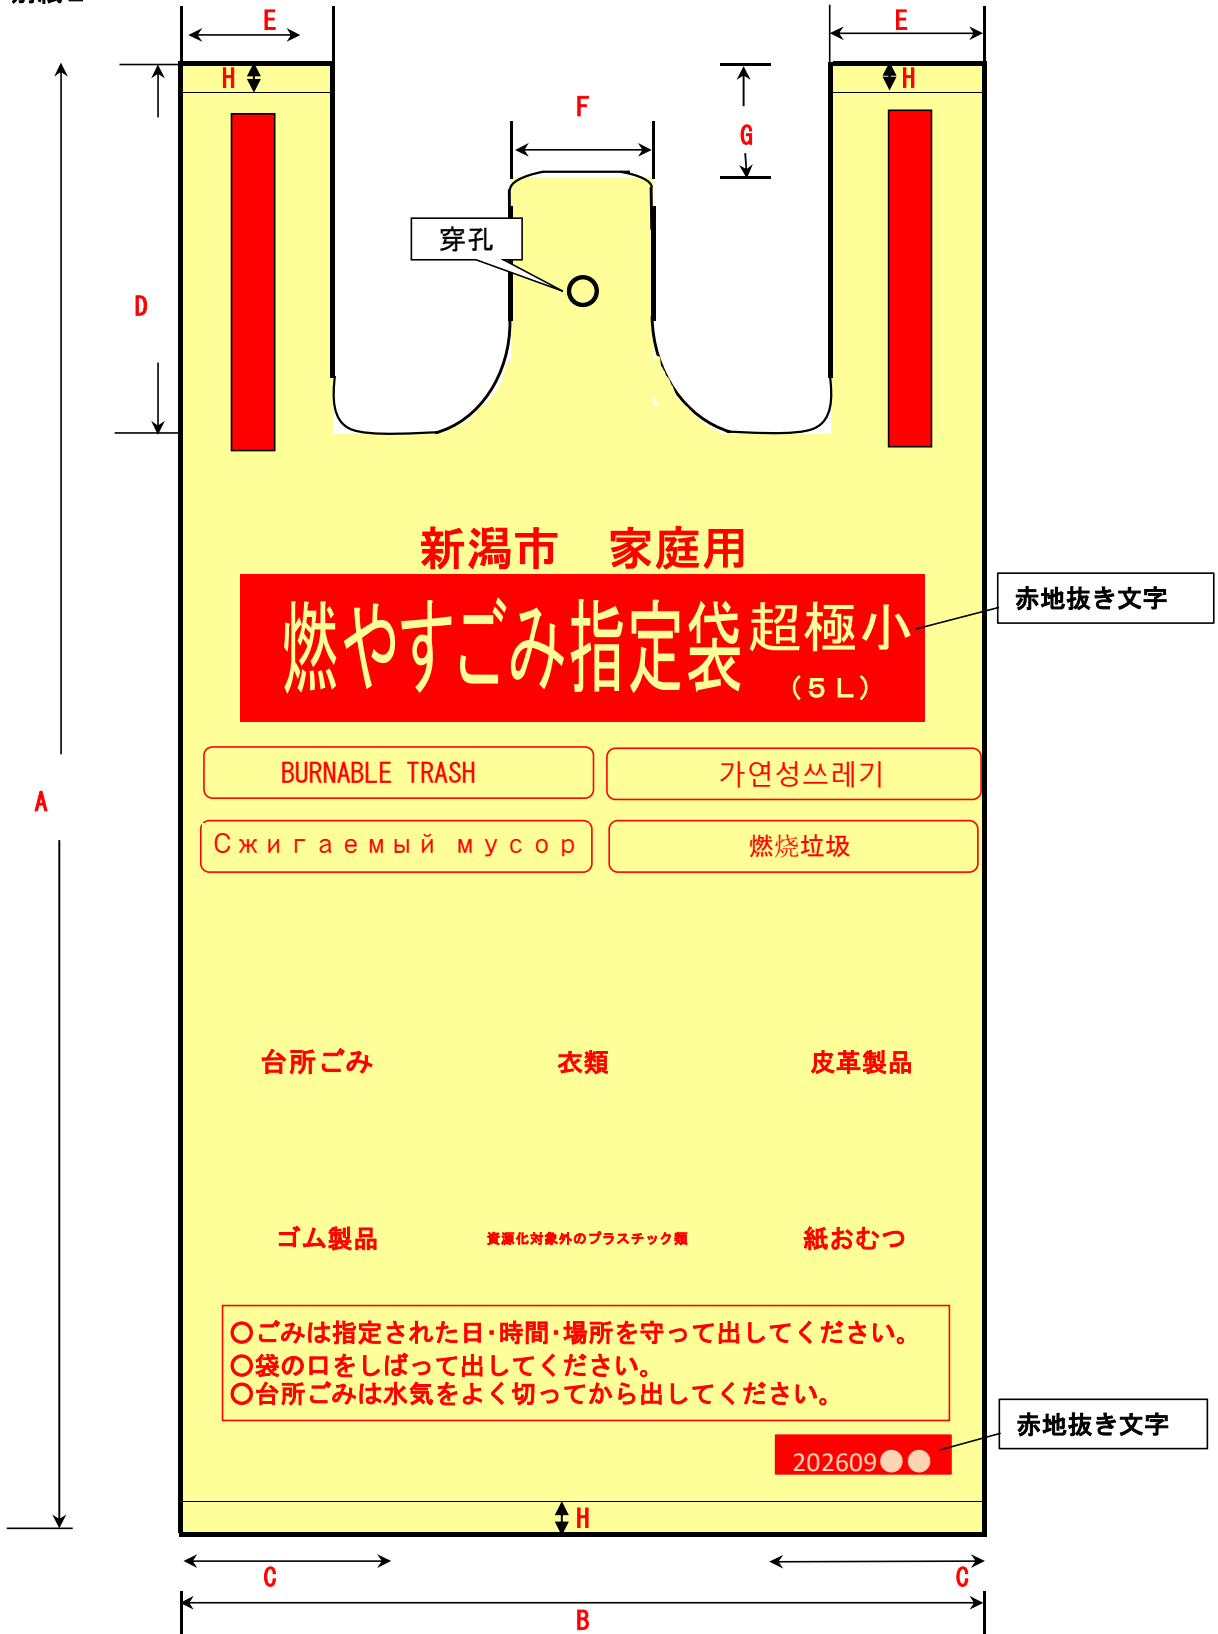 E E
H H
F
G
穿孔
D
新潟市　家庭用
燃やすごみ指定袋 超極小
（５Ｌ）
赤地抜き文字
BURNABLE TRASH
가연성쓰레기
A
Сжигаемый мусор
燃烧垃圾
台所ごみ 衣類 皮革製品
ゴム製品 資源化対象外のプラスチック類 紙おむつ
○ごみは指定された日･時間･場所を守って出してください。
○袋の口をしばって出してください。
○台所ごみは水気をよく切ってから出してください。
赤地抜き文字
202609●●
H
C C
B